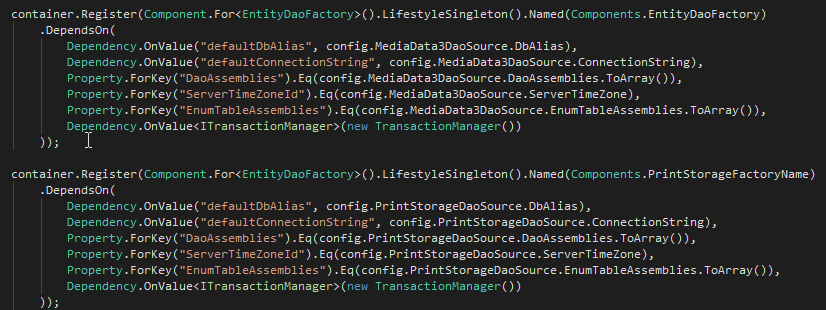 container.Register(Component.For<EntityDaoFactory>().LifestyleSingleton().Named(Components.EntityDaoFactory)
.DependsOn(
Dependency.OnValue("defaultDbAlias", config.MediaData3DaoSource.DbAlias),
Dependency.OnValue("defaultConnectionString", config.MediaData3DaoSource.ConnectionString),
Property.ForKey("DaoAssemblies").Eq(config.MediaData3DaoSource.DaoAssemblies.ToArray()),
Property.ForKey("ServerTimeZoneId").Eq(config.MediaData3DaoSource.ServerTimeZone),
Property.ForKey("EnumTableAssemblies").Eq(config.MediaData3DaoSource.EnumTableAssemblies.ToArray()),
Dependency.OnValue<ITransactionManager>(new TransactionManager())
));
container.Register(Component.For<EntityDaoFactory>().LifestyleSingleton().Named(Components.PrintStorageFactoryName)
.DependsOn(
Dependency.OnValue("defaultDbAlias", config.PrintStorageDaoSource.DbAlias),
Dependency.OnValue("defaultConnectionString", config.PrintStorageDaoSource.ConnectionString),
Property.ForKey("DaoAssemblies").Eq(config.PrintStorageDaoSource.DaoAssemblies.ToArray()),
Property.ForKey("ServerTimeZoneId").Eq(config.PrintStorageDaoSource.ServerTimeZone),
Property.ForKey("EnumTableAssemblies").Eq(config.PrintStorageDaoSource.EnumTableAssemblies.ToArray()),
Dependency.OnValue<ITransactionManager>(new TransactionManager())
));